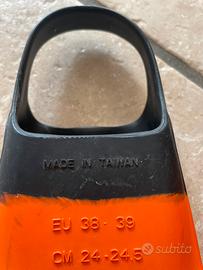 MADE IN TAIWAN
EU 38-39
CM 24-24.5
subito